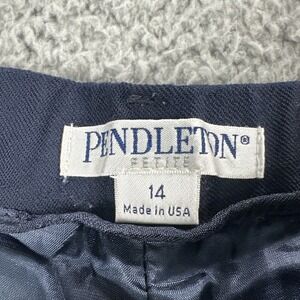 PENDLETON®
PETITE
14
Made in USA